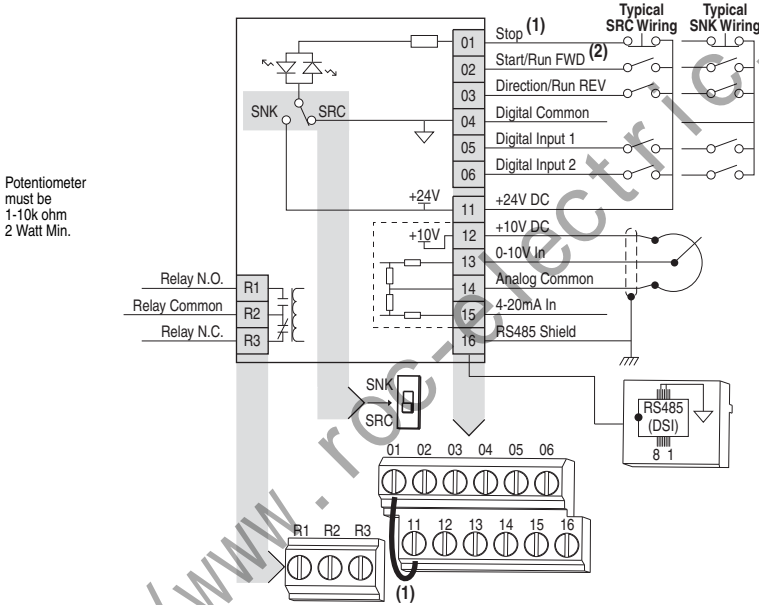 Typical
SRC Wiring
Typical
SNK Wiring
01 Stop (1)
02 Start/Run FWD (2)
03 Direction/Run REV
SNK SRC
04 Digital Common
05 Digital Input 1
06 Digital Input 2
+24V 11 +24V DC
+10V 12 +10V DC
13 0-10V In
14 Analog Common
15 4-20mA In
16 RS485 Shield
Potentiometer
must be
1-10k ohm
2 Watt Min.
Relay N.O. R1
Relay Common R2
Relay N.C. R3
SNK
SRC
RS485
(DSI)
8 1
01 02 03 04 05 06
R1 R2 R3
11 12 13 14 15 16
(1)
/www.roc-electric.